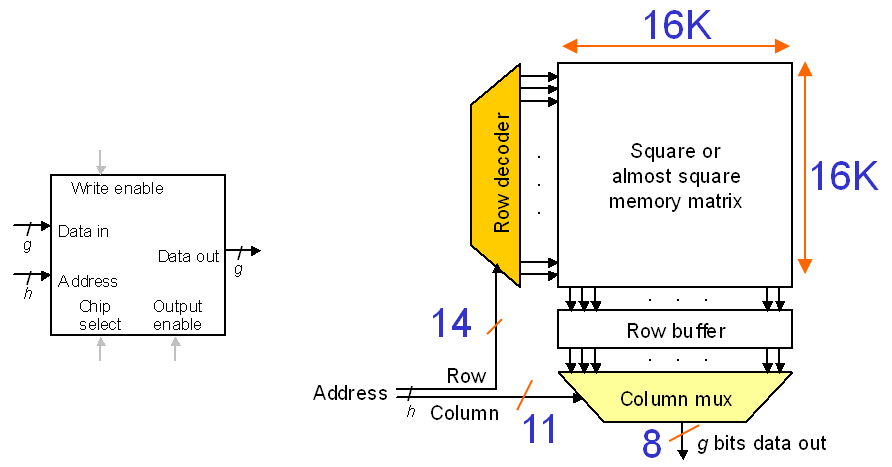 16K
Row decoder
Square or
almost square
memory matrix
16K
Write enable
Data in
g
Data out
g
Address
h
Chip
select
Output
enable
. . .
Row buffer
. . .
14
Row
Address
h
Column
11
Column mux
8
g bits data out